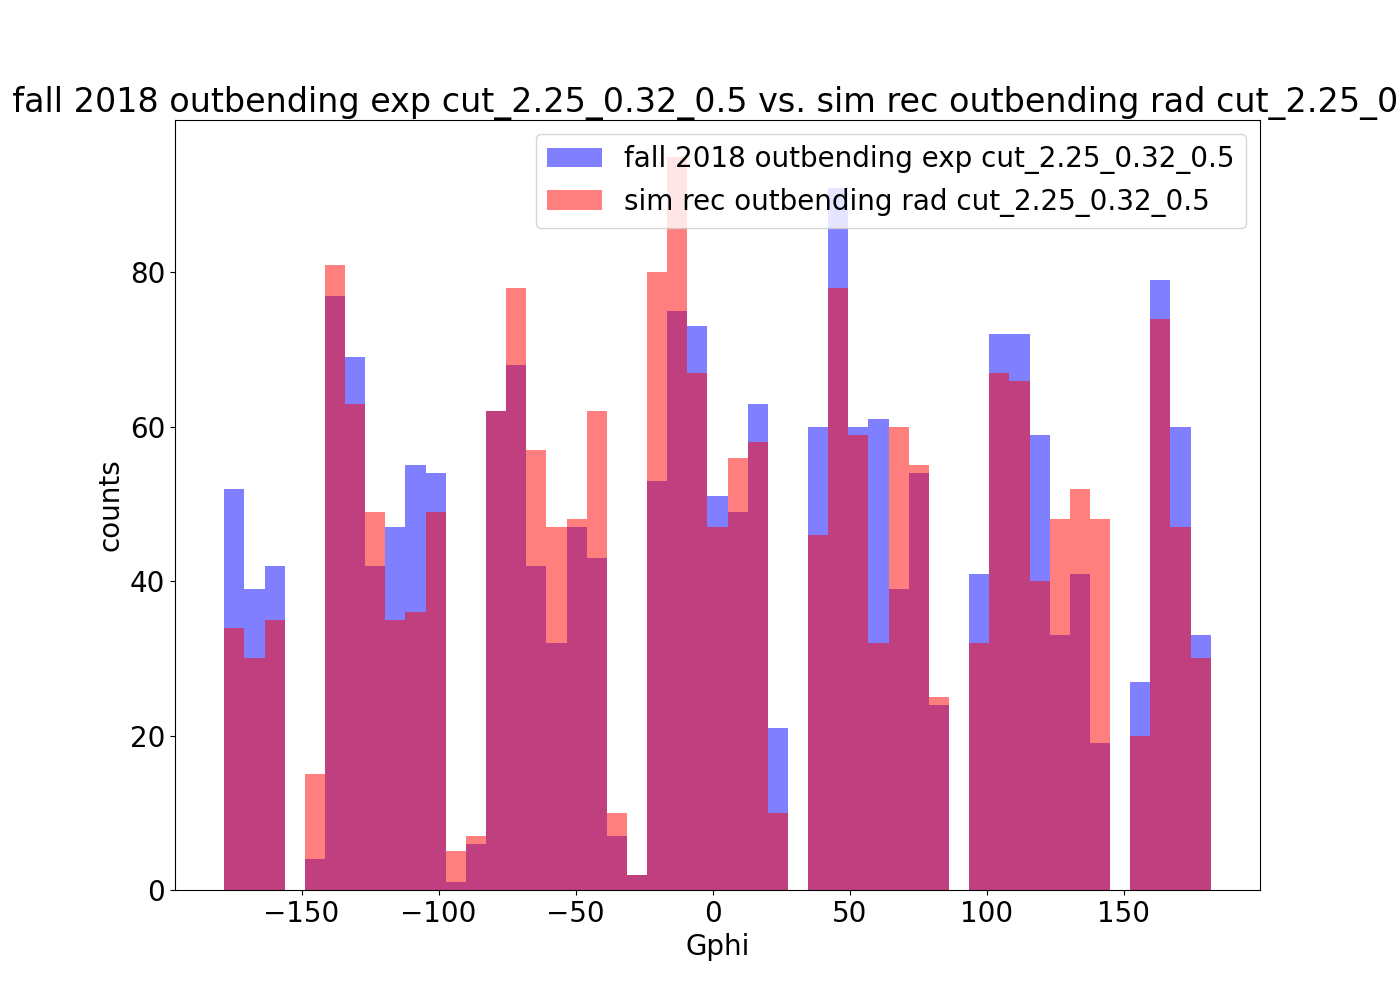 fall 2018 outbending exp cut_2.25_0.32_0.5 vs. sim rec outbending rad cut_2.25_0
fall 2018 outbending exp cut_2.25_0.32_0.5
sim rec outbending rad cut_2.25_0.32_0.5
80
60
40
20
0
counts
−150 −100 −50 0 50 100 150
Gphi